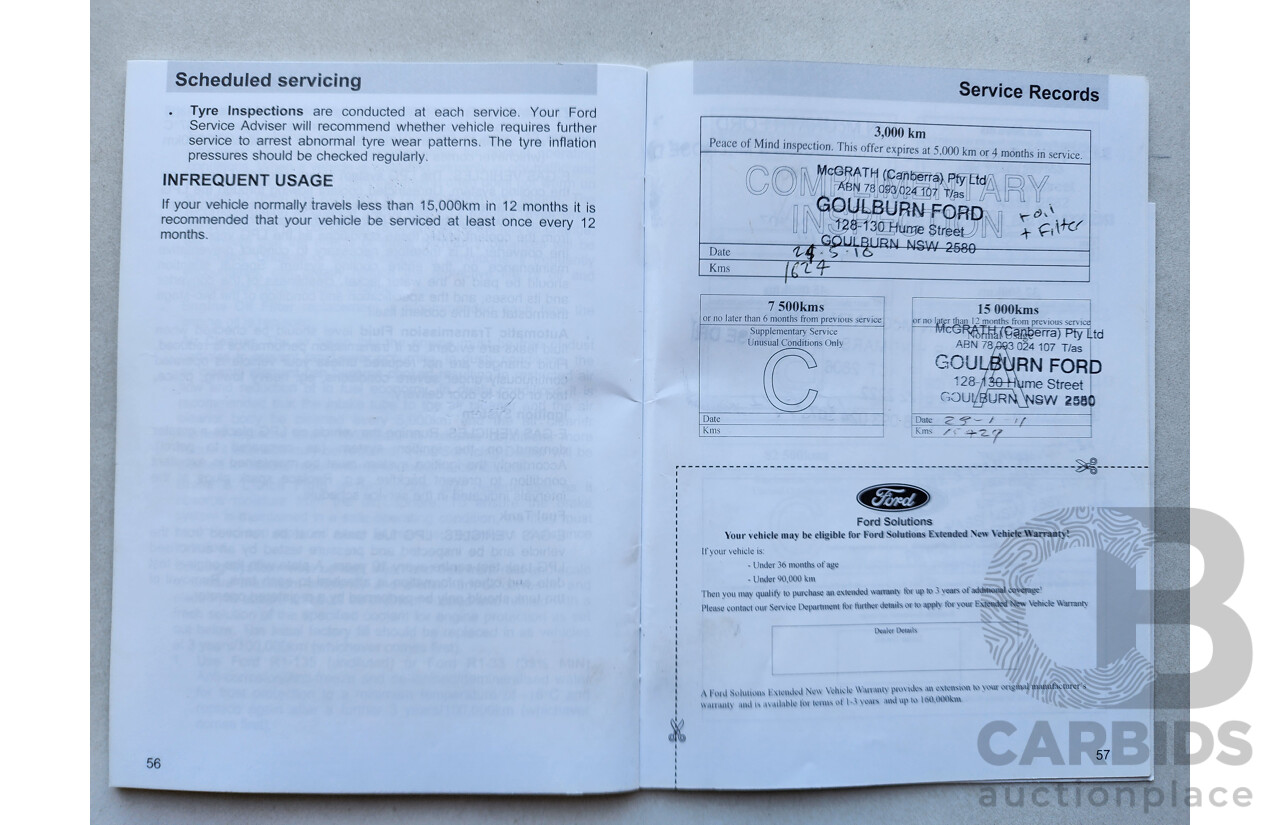 Scheduled servicing
. Tyre Inspections are conducted at each service. Your Ford
Service Adviser will recommend whether vehicle requires further
service to arrest abnormal tyre wear patterns. The tyre inflation
pressures should be checked regularly.
INFREQUENT USAGE
If your vehicle normally travels less than 15,000km in 12 months it is
recommended that your vehicle be serviced at least once every 12
months.
56
Service Records
3,000 km
Peace of Mind inspection. This offer expires at 5,000 km or 4 months in service.
COMPLIMENTARY
INSPECTION
McGRATH (Canberra) Pty Ltd
ABN 78 093 024 107 T/as
GOULBURN FORD
128-130 Hume Street
GOULBURN NSW 2580
+ oil
+ Filter
Date
Kms 1624
7 500kms
or no later than 6 months from previous service
Supplementary Service
Unusual Conditions Only
C
Date
Kms
15 000kms
or no later than 12 months from previous service
Normal Usage
A
McGRATH (Canberra) Pty Ltd
ABN 78 093 024 107 T/as
GOULBURN FORD
128-130 Hume Street
GOULBURN NSW 2580
Date
Kms 15429
Ford
Ford Solutions
Your vehicle may be eligible for Ford Solutions Extended New Vehicle Warranty!
If your vehicle is:
- Under 36 months of age
- Under 90,000 km
Then you may qualify to purchase an extended warranty for up to 3 years of additional coverage!
Please contact our Service Department for further details or to apply for your Extended New Vehicle Warranty
Dealer Details
A Ford Solutions Extended New Vehicle Warranty provides an extension to your original manufacturer's
warranty and is available for terms of 1-3 years and up to 160,000km
57
CARBIDS
auctionplace